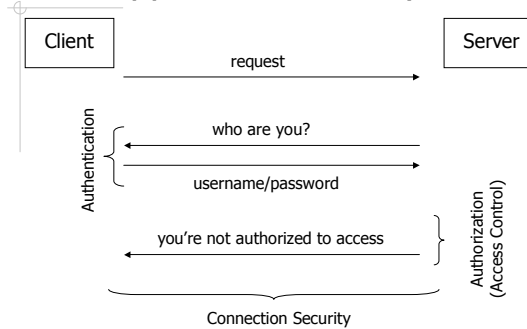 Client
Server
request
who are you?
Authentication
username/password
you're not authorized to access
Authorization
(Access Control)
Connection Security